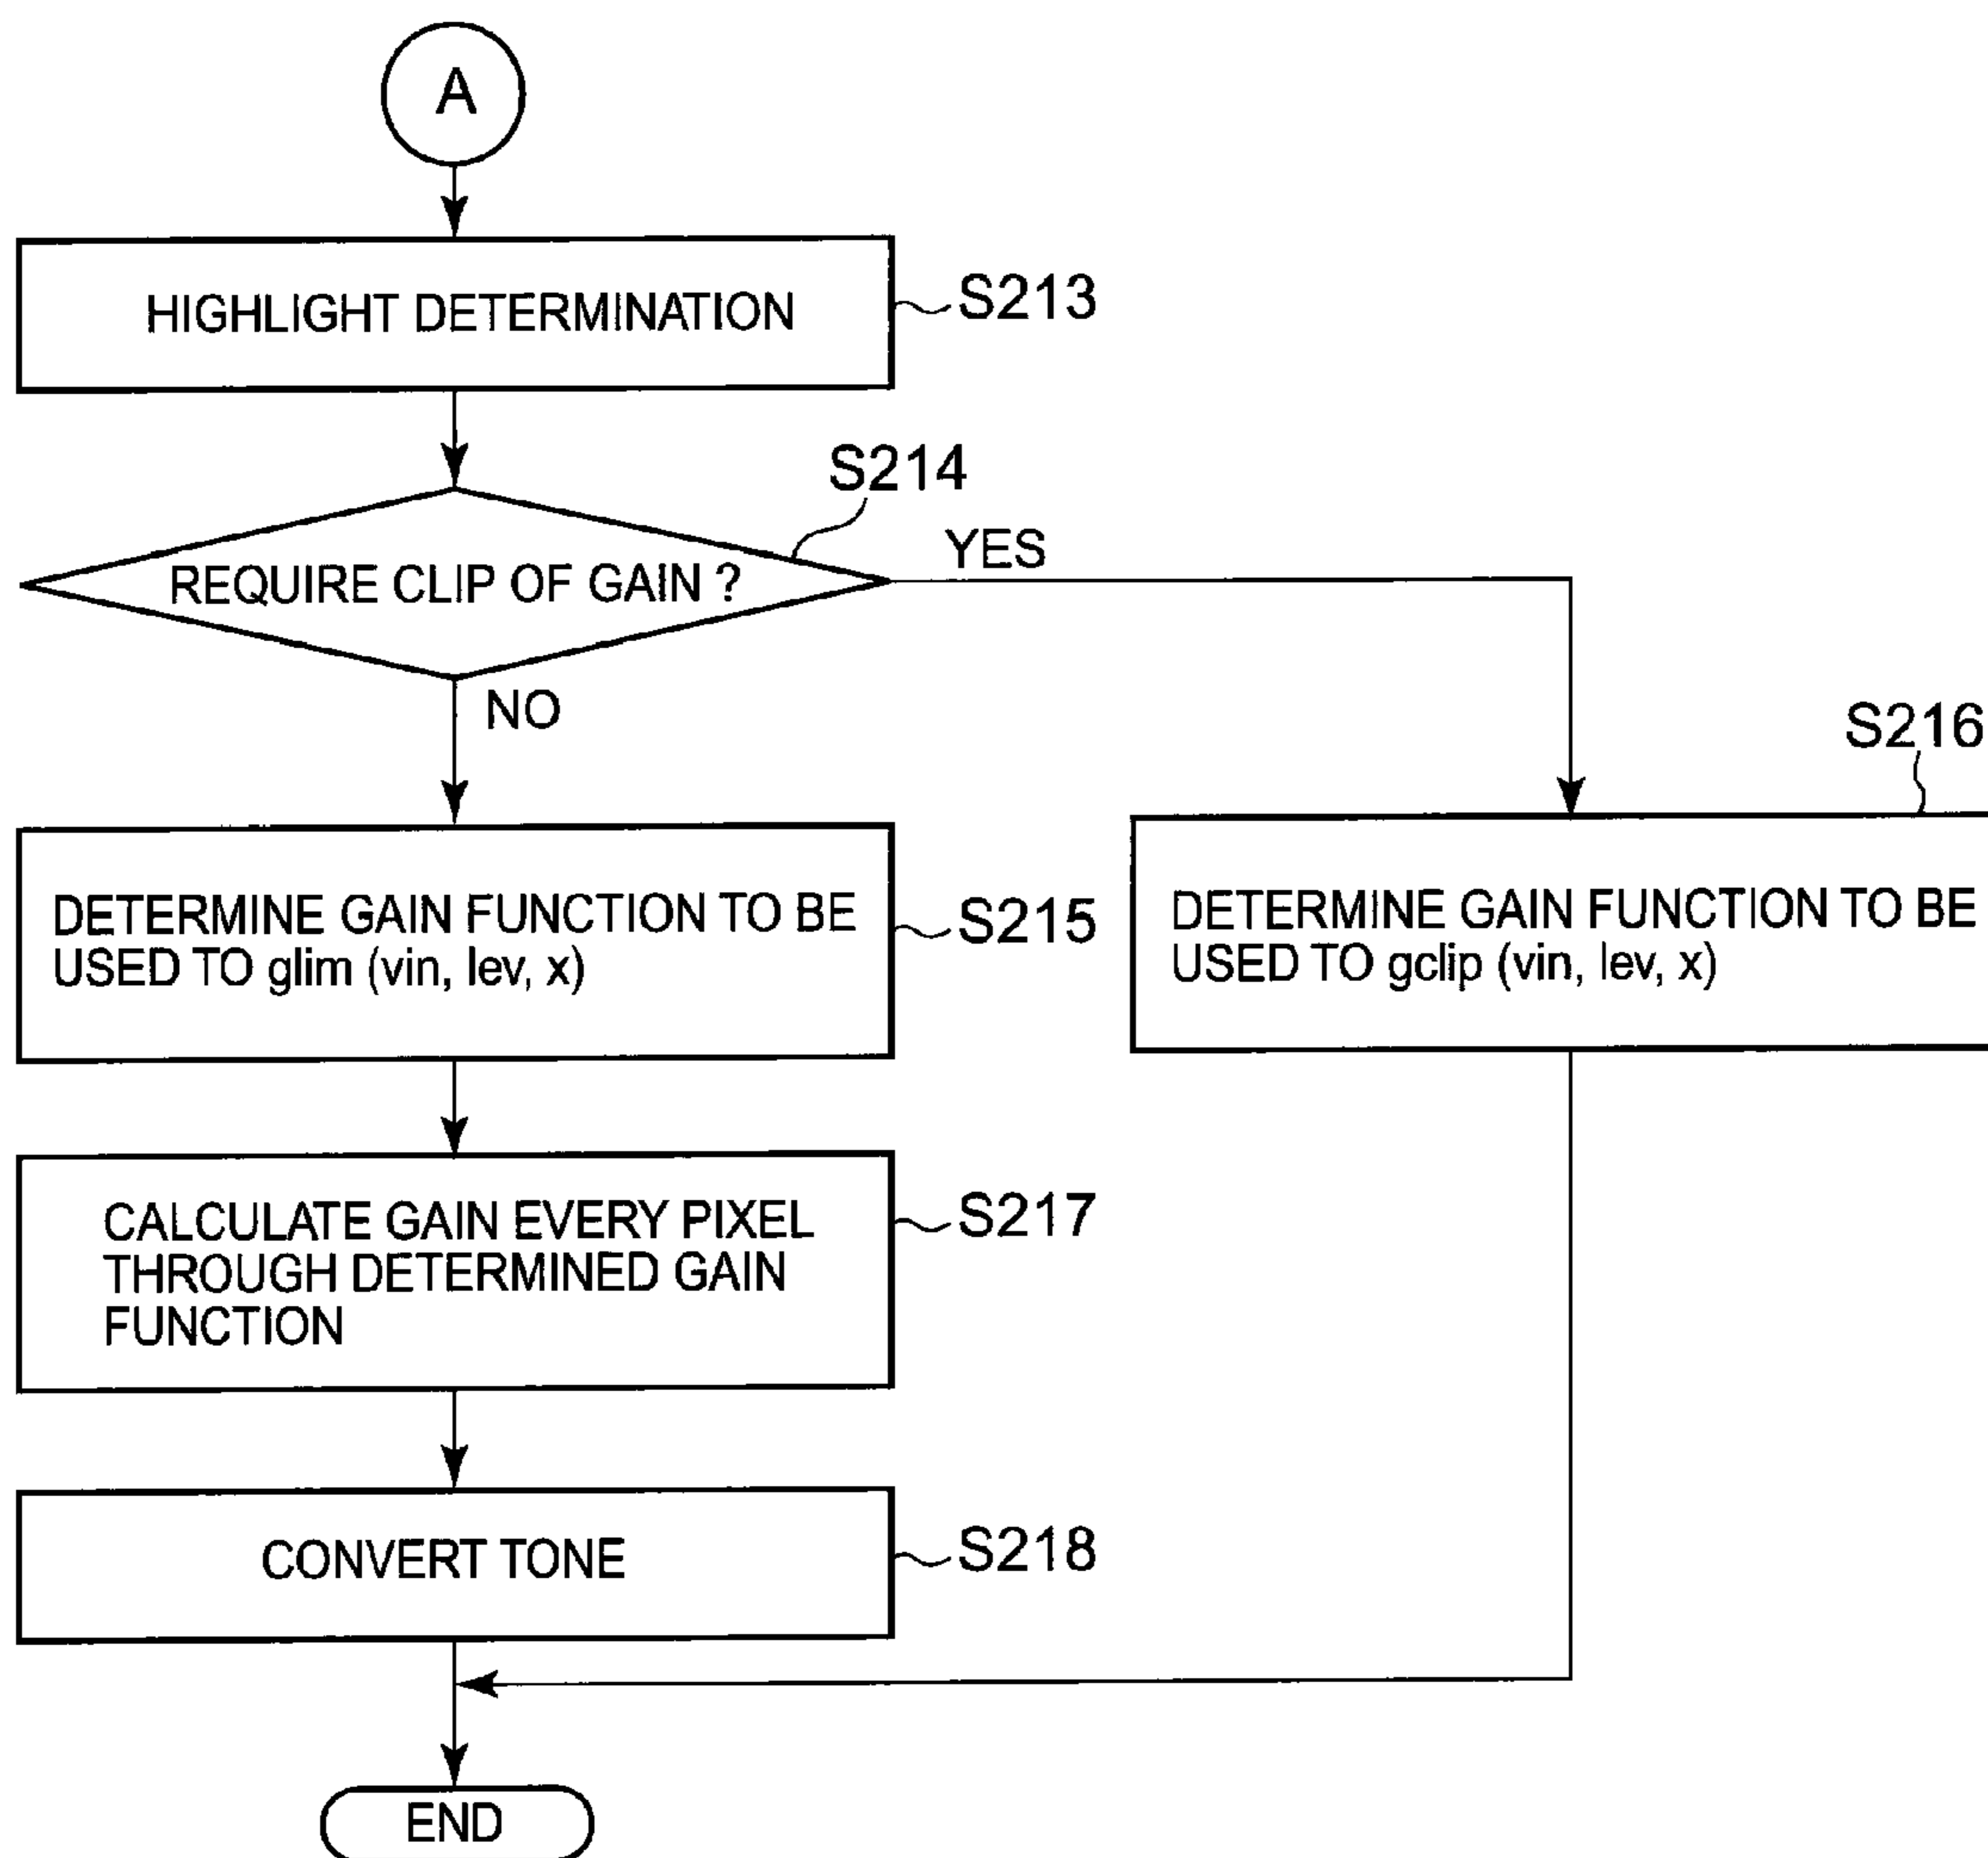 A
HIGHLIGHT DETERMINATION
S213
S214
REQUIRE CLIP OF GAIN ?
YES
NO
S216
DETERMINE GAIN FUNCTION TO BE
USED TO glim (vin, lev, x)
S215
DETERMINE GAIN FUNCTION TO BE
USED TO gclip (vin, lev, x)
CALCULATE GAIN EVERY PIXEL
THROUGH DETERMINED GAIN
FUNCTION
S217
CONVERT TONE
S218
END